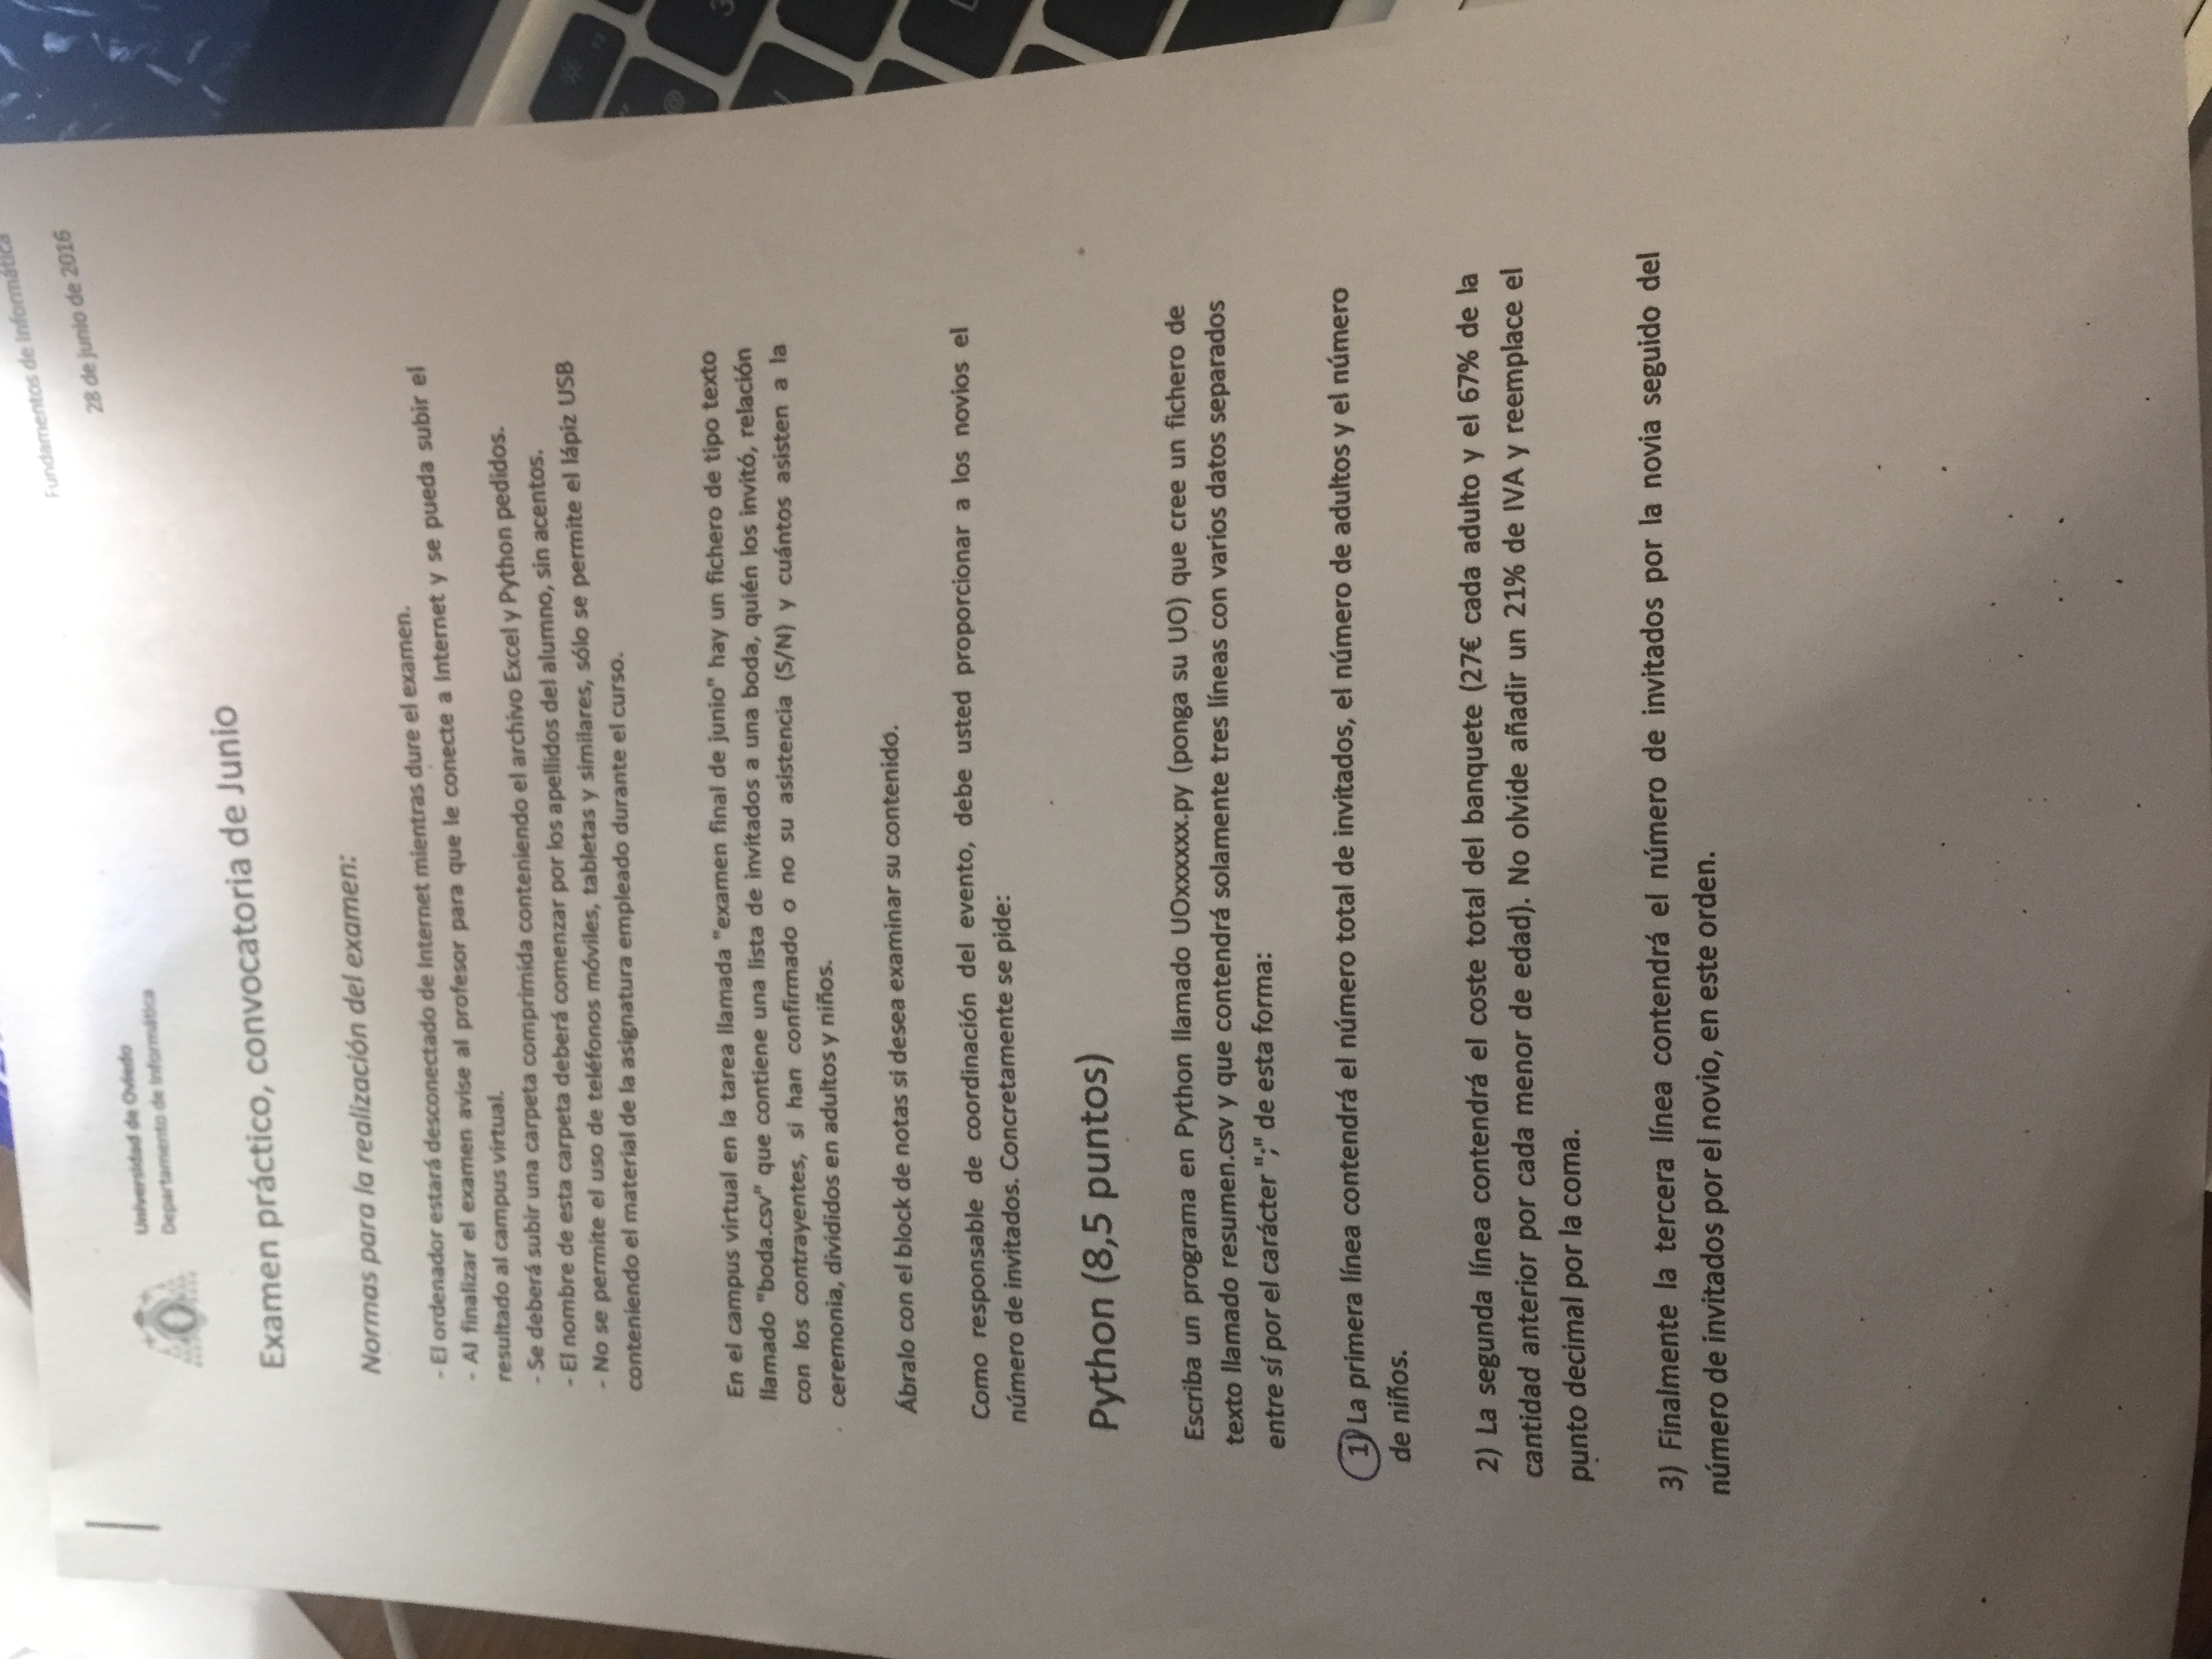 Fundamentos de Informática
28 de junio de 2016
Universidad de Oviedo
Departamento de Informática
Examen práctico, convocatoria de Junio
Normas para la realización del examen:
- El ordenador estará desconectado de Internet mientras dure el examen.
- Al finalizar el examen avise al profesor para que le conecte a Internet y se pueda subir el
resultado al campus virtual.
- Se deberá subir una carpeta comprimida conteniendo el archivo Excel y Python pedidos.
- El nombre de esta carpeta deberá comenzar por los apellidos del alumno, sin acentos.
- No se permite el uso de teléfonos móviles, tabletas y similares, sólo se permite el lápiz USB
conteniendo el material de la asignatura empleado durante el curso.
En el campus virtual en la tarea llamada "examen final de junio" hay un fichero de tipo texto
llamado "boda.csv" que contiene una lista de invitados a una boda, quién los invitó, relación
con los contrayentes, si han confirmado o no su asistencia (S/N) y cuántos asisten a la
ceremonia, divididos en adultos y niños.
Ábralo con el block de notas si desea examinar su contenido.
Como responsable de coordinación del evento, debe usted proporcionar a los novios el
número de invitados. Concretamente se pide:
Python (8,5 puntos)
Escriba un programa en Python llamado UOxxxxxx.py (ponga su UO) que cree un fichero de
texto llamado resumen.csv y que contendrá solamente tres líneas con varios datos separados
entre sí por el carácter ";" de esta forma:
1) La primera línea contendrá el número total de invitados, el número de adultos y el número
de niños.
2) La segunda línea contendrá el coste total del banquete (27€ cada adulto y el 67% de la
cantidad anterior por cada menor de edad). No olvide añadir un 21% de IVA y reemplace el
punto decimal por la coma.
3) Finalmente la tercera línea contendrá el número de invitados por la novia seguido del
número de invitados por el novio, en este orden.